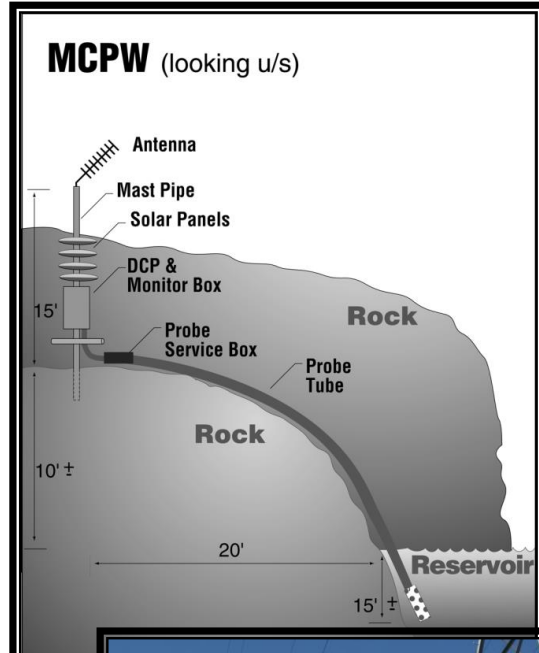 MCPW (looking u/s)
Antenna
Mast Pipe
Solar Panels
DCP &
Monitor Box
15'
Rock
Probe
Service Box
Probe
Tube
Rock
10' ±
20'
Reservoir
15' ±